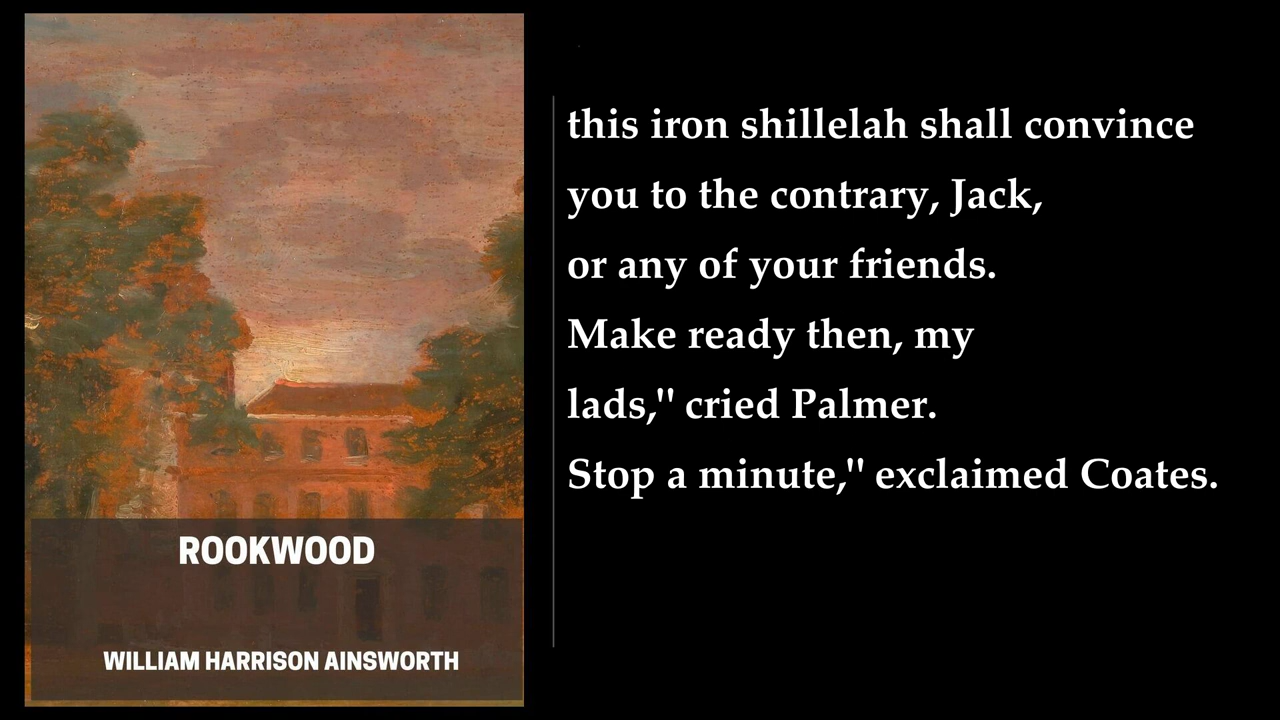 this iron shillelah shall convince
you to the contrary, Jack,
or any of your friends.
Make ready then, my
lads," cried Palmer.
Stop a minute," exclaimed Coates.
ROOKWOOD
WILLIAM HARRISON AINSWORTH